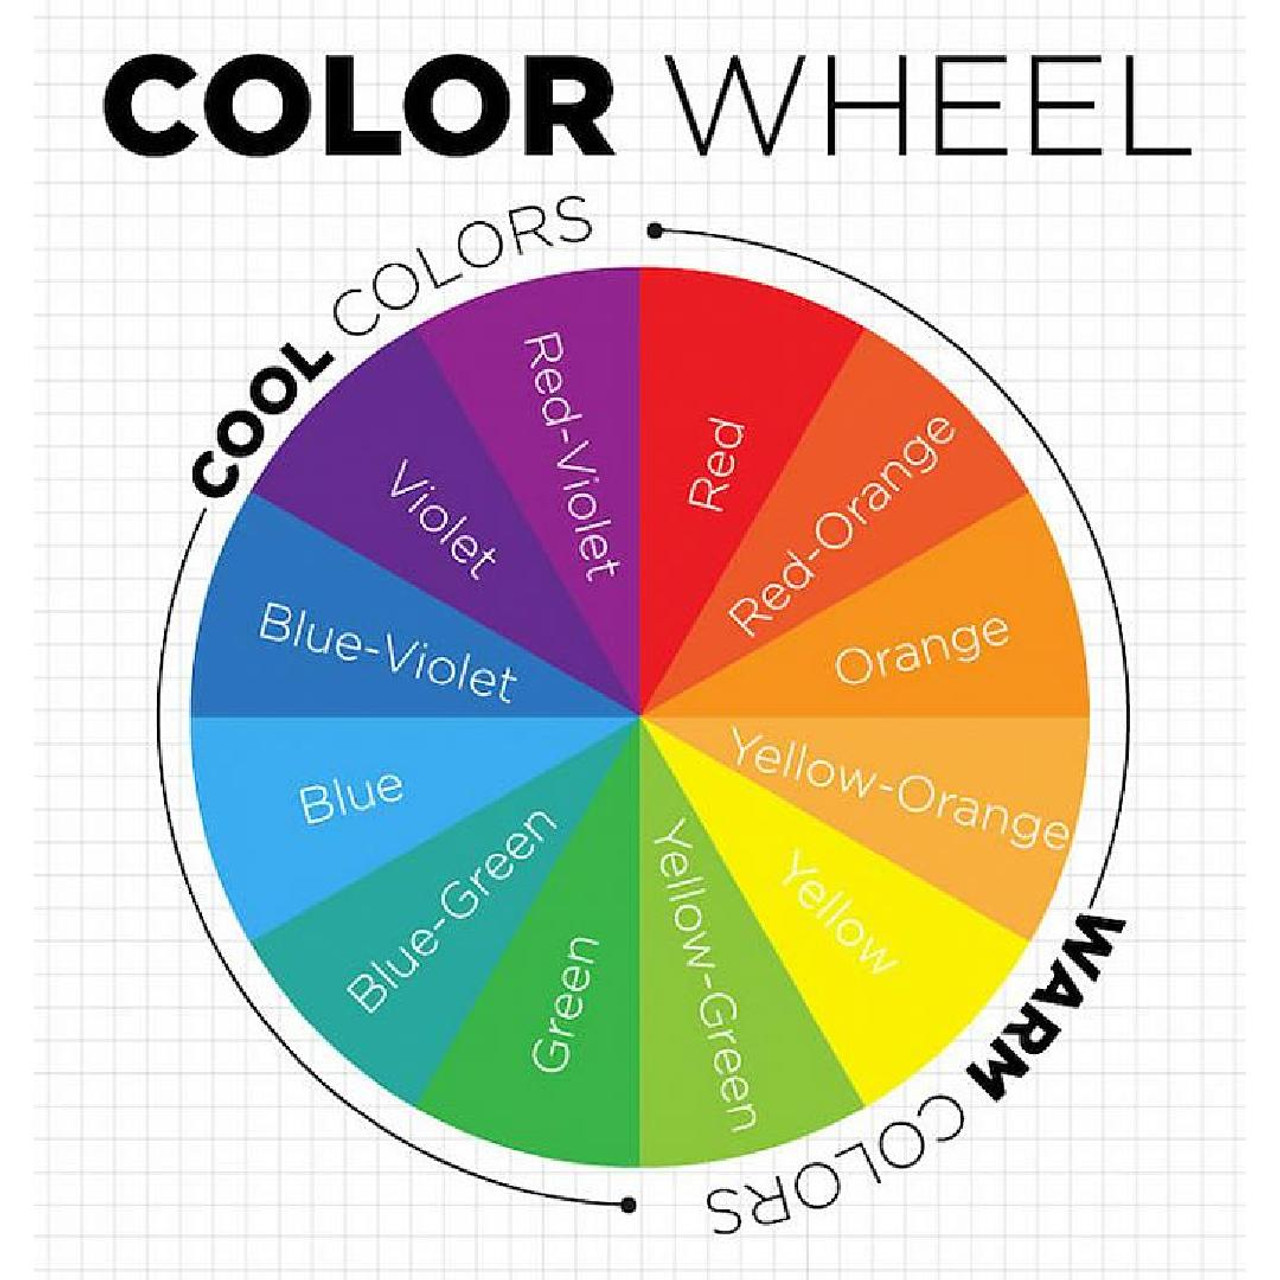 COLOR WHEEL
COOL COLORS
Red-Violet
Red
Violet
Red-Orange
Blue-Violet
Orange
Blue
Yellow-Orange
Blue-Green
Yellow
Green
Yellow-Green
WARM COLORS